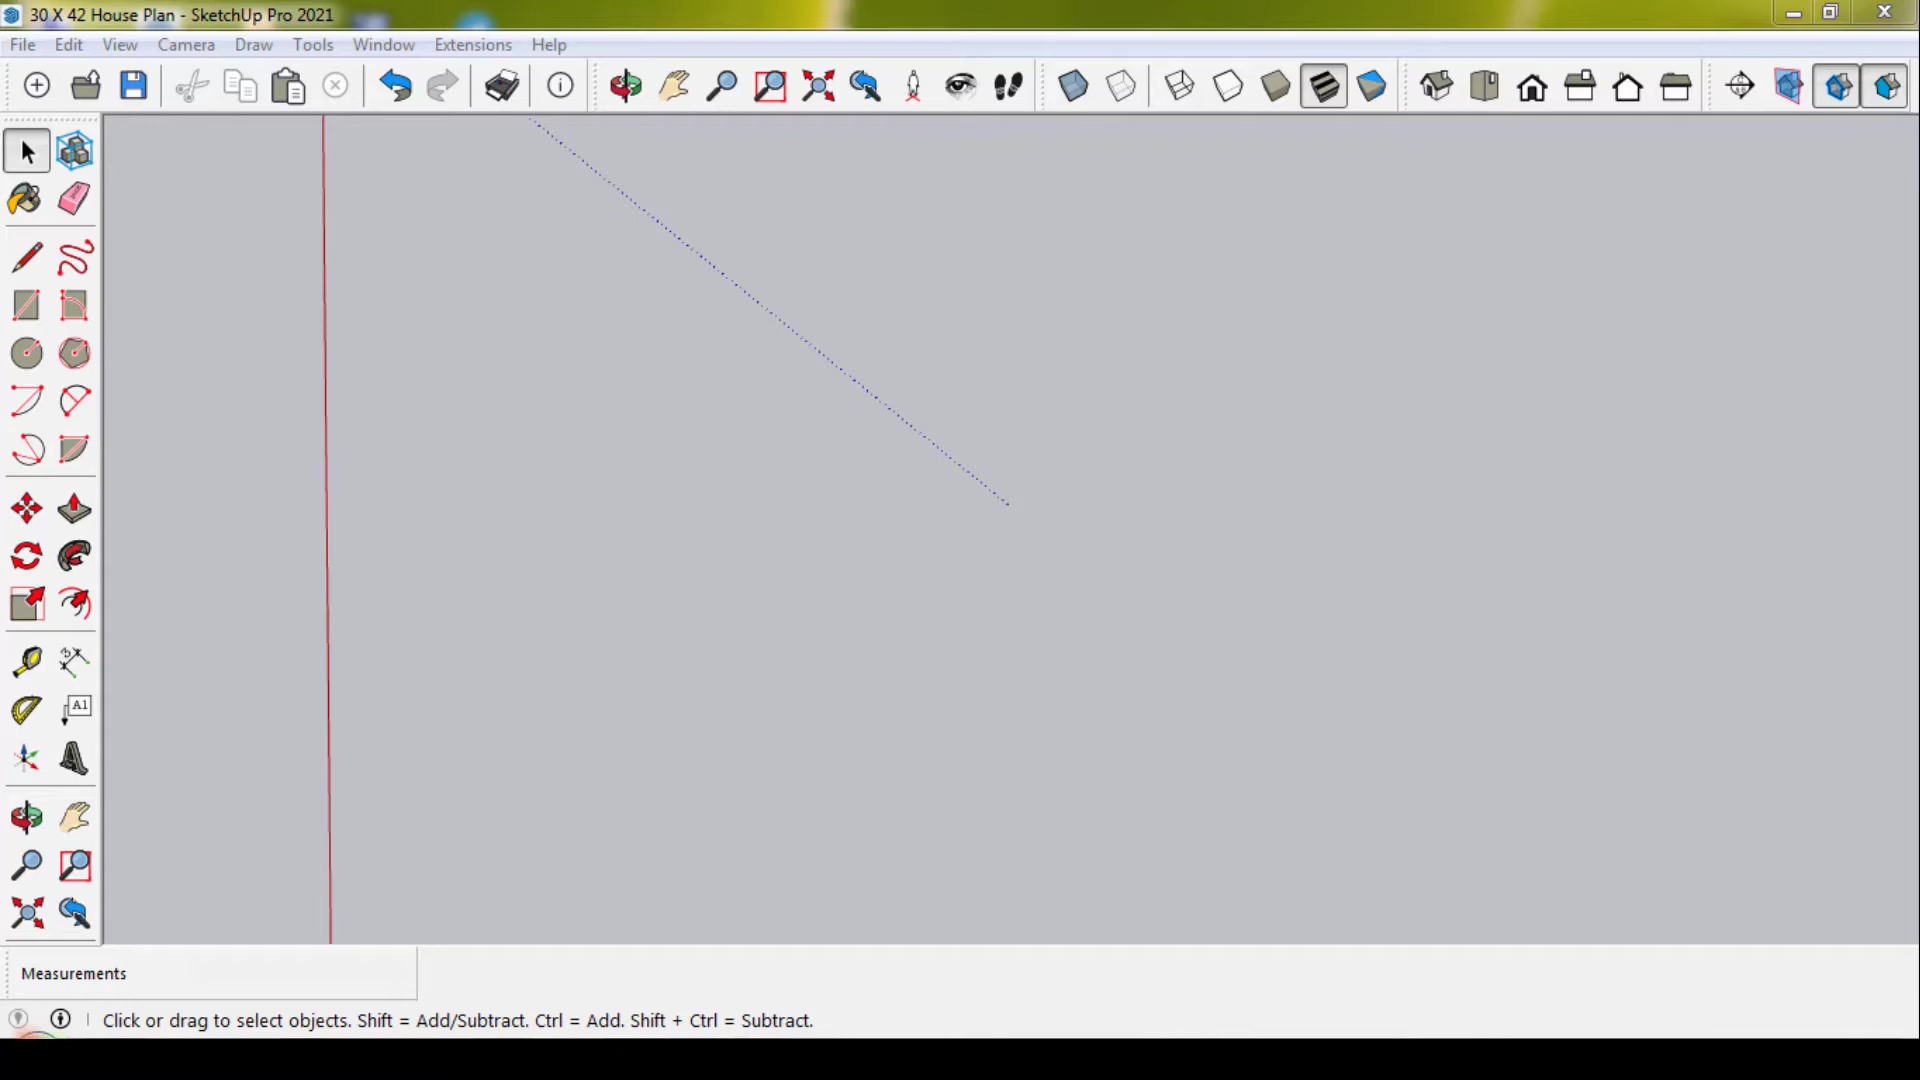 30 X 42 House Plan - SketchUp Pro 2021
File Edit View Camera Draw Tools Window Extensions Help
A1
Measurements
Click or drag to select objects. Shift = Add/Subtract. Ctrl = Add. Shift + Ctrl = Subtract.